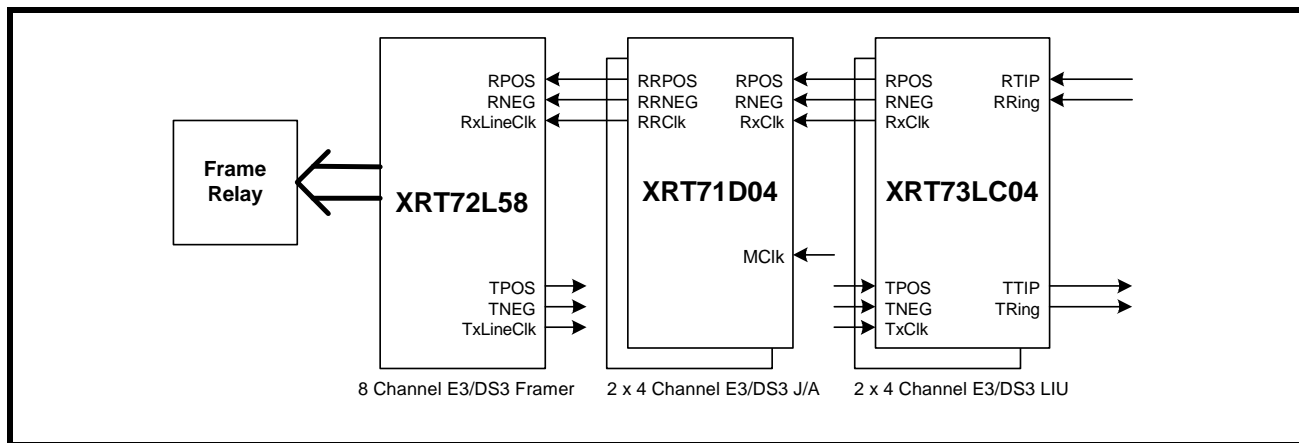 RPOS
RNEG
RxLineClk
XRT72L58
TPOS
TNEG
TxLineClk
8 Channel E3/DS3 Framer
Frame
Relay
RRPOS
RRNEG
RRClk
RPOS
RNEG
RxClk
XRT71D04
MClk
2 x 4 Channel E3/DS3 J/A
RPOS
RNEG
RxClk
RTIP
RRing
XRT73LC04
TPOS
TNEG
TxClk
TTIP
TRing
2 x 4 Channel E3/DS3 LIU